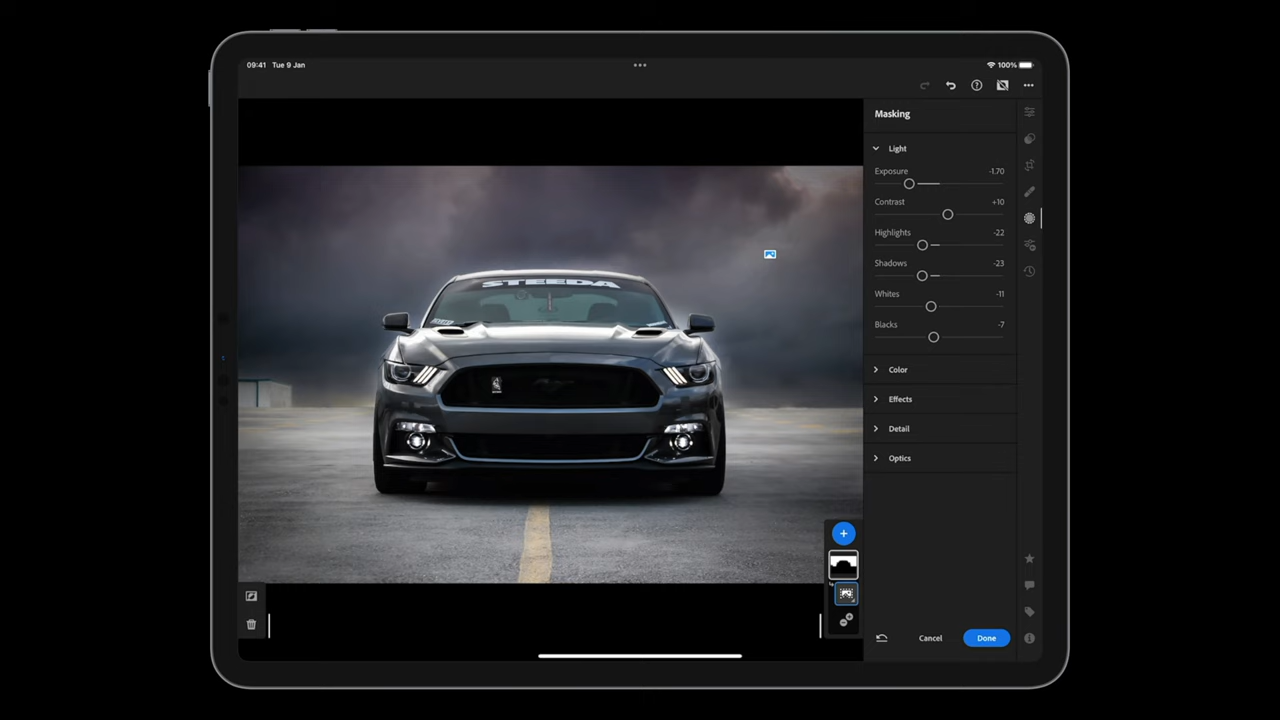 09:41 Tue 9 Jan
100%
Masking
Light
Exposure -1.70
Contrast +10
Highlights -22
Shadows -23
Whites -11
Blacks -7
Color
Effects
Detail
Optics
STEEDA
Cancel Done